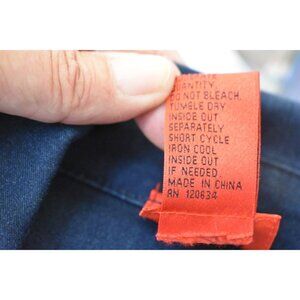 QUANTITY
DO NOT BLEACH.
TUMBLE DRY
INSIDE OUT
SEPARATELY
SHORT CYCLE
IRON COOL
INSIDE OUT
IF NEEDED.
MADE IN CHINA
RN 120634